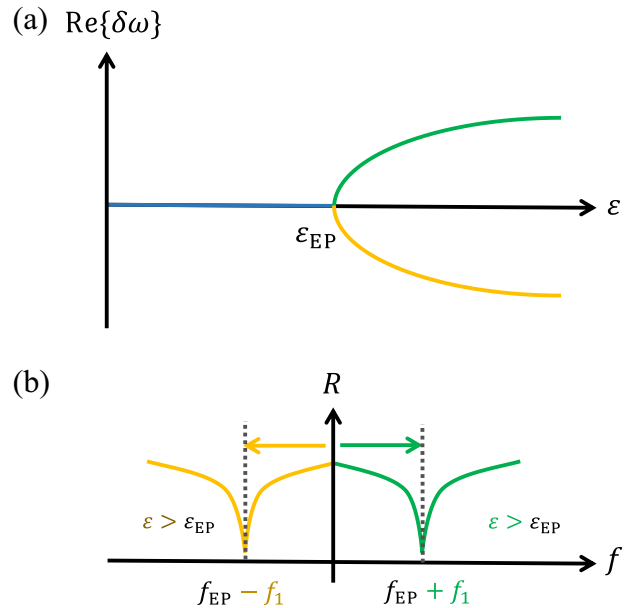 (a) Re{δω}
ε_EP
ε
(b)
R
ε > ε_EP
ε > ε_EP
f_EP − f_1
f_EP + f_1
f